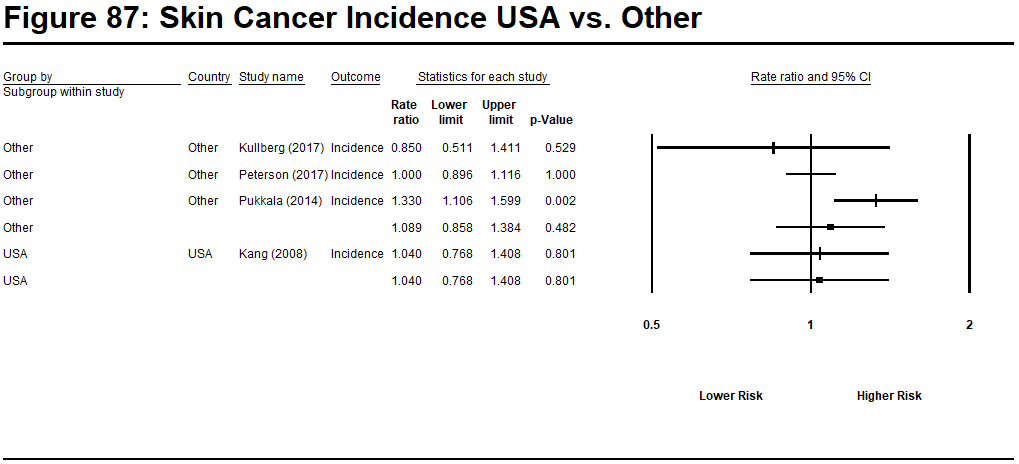 Figure 87: Skin Cancer Incidence USA vs. Other
Group by Country Study name Outcome Statistics for each study Rate ratio and 95% CI
Subgroup within study
Rate Lower Upper
ratio limit limit p-Value
Other Other Kullberg (2017) Incidence 0.850 0.511 1.411 0.529
Other Other Peterson (2017) Incidence 1.000 0.896 1.116 1.000
Other Other Pukkala (2014) Incidence 1.330 1.106 1.599 0.002
Other 1.089 0.858 1.384 0.482
USA USA Kang (2008) Incidence 1.040 0.768 1.408 0.801
USA 1.040 0.768 1.408 0.801
0.5 1 2
Lower Risk Higher Risk